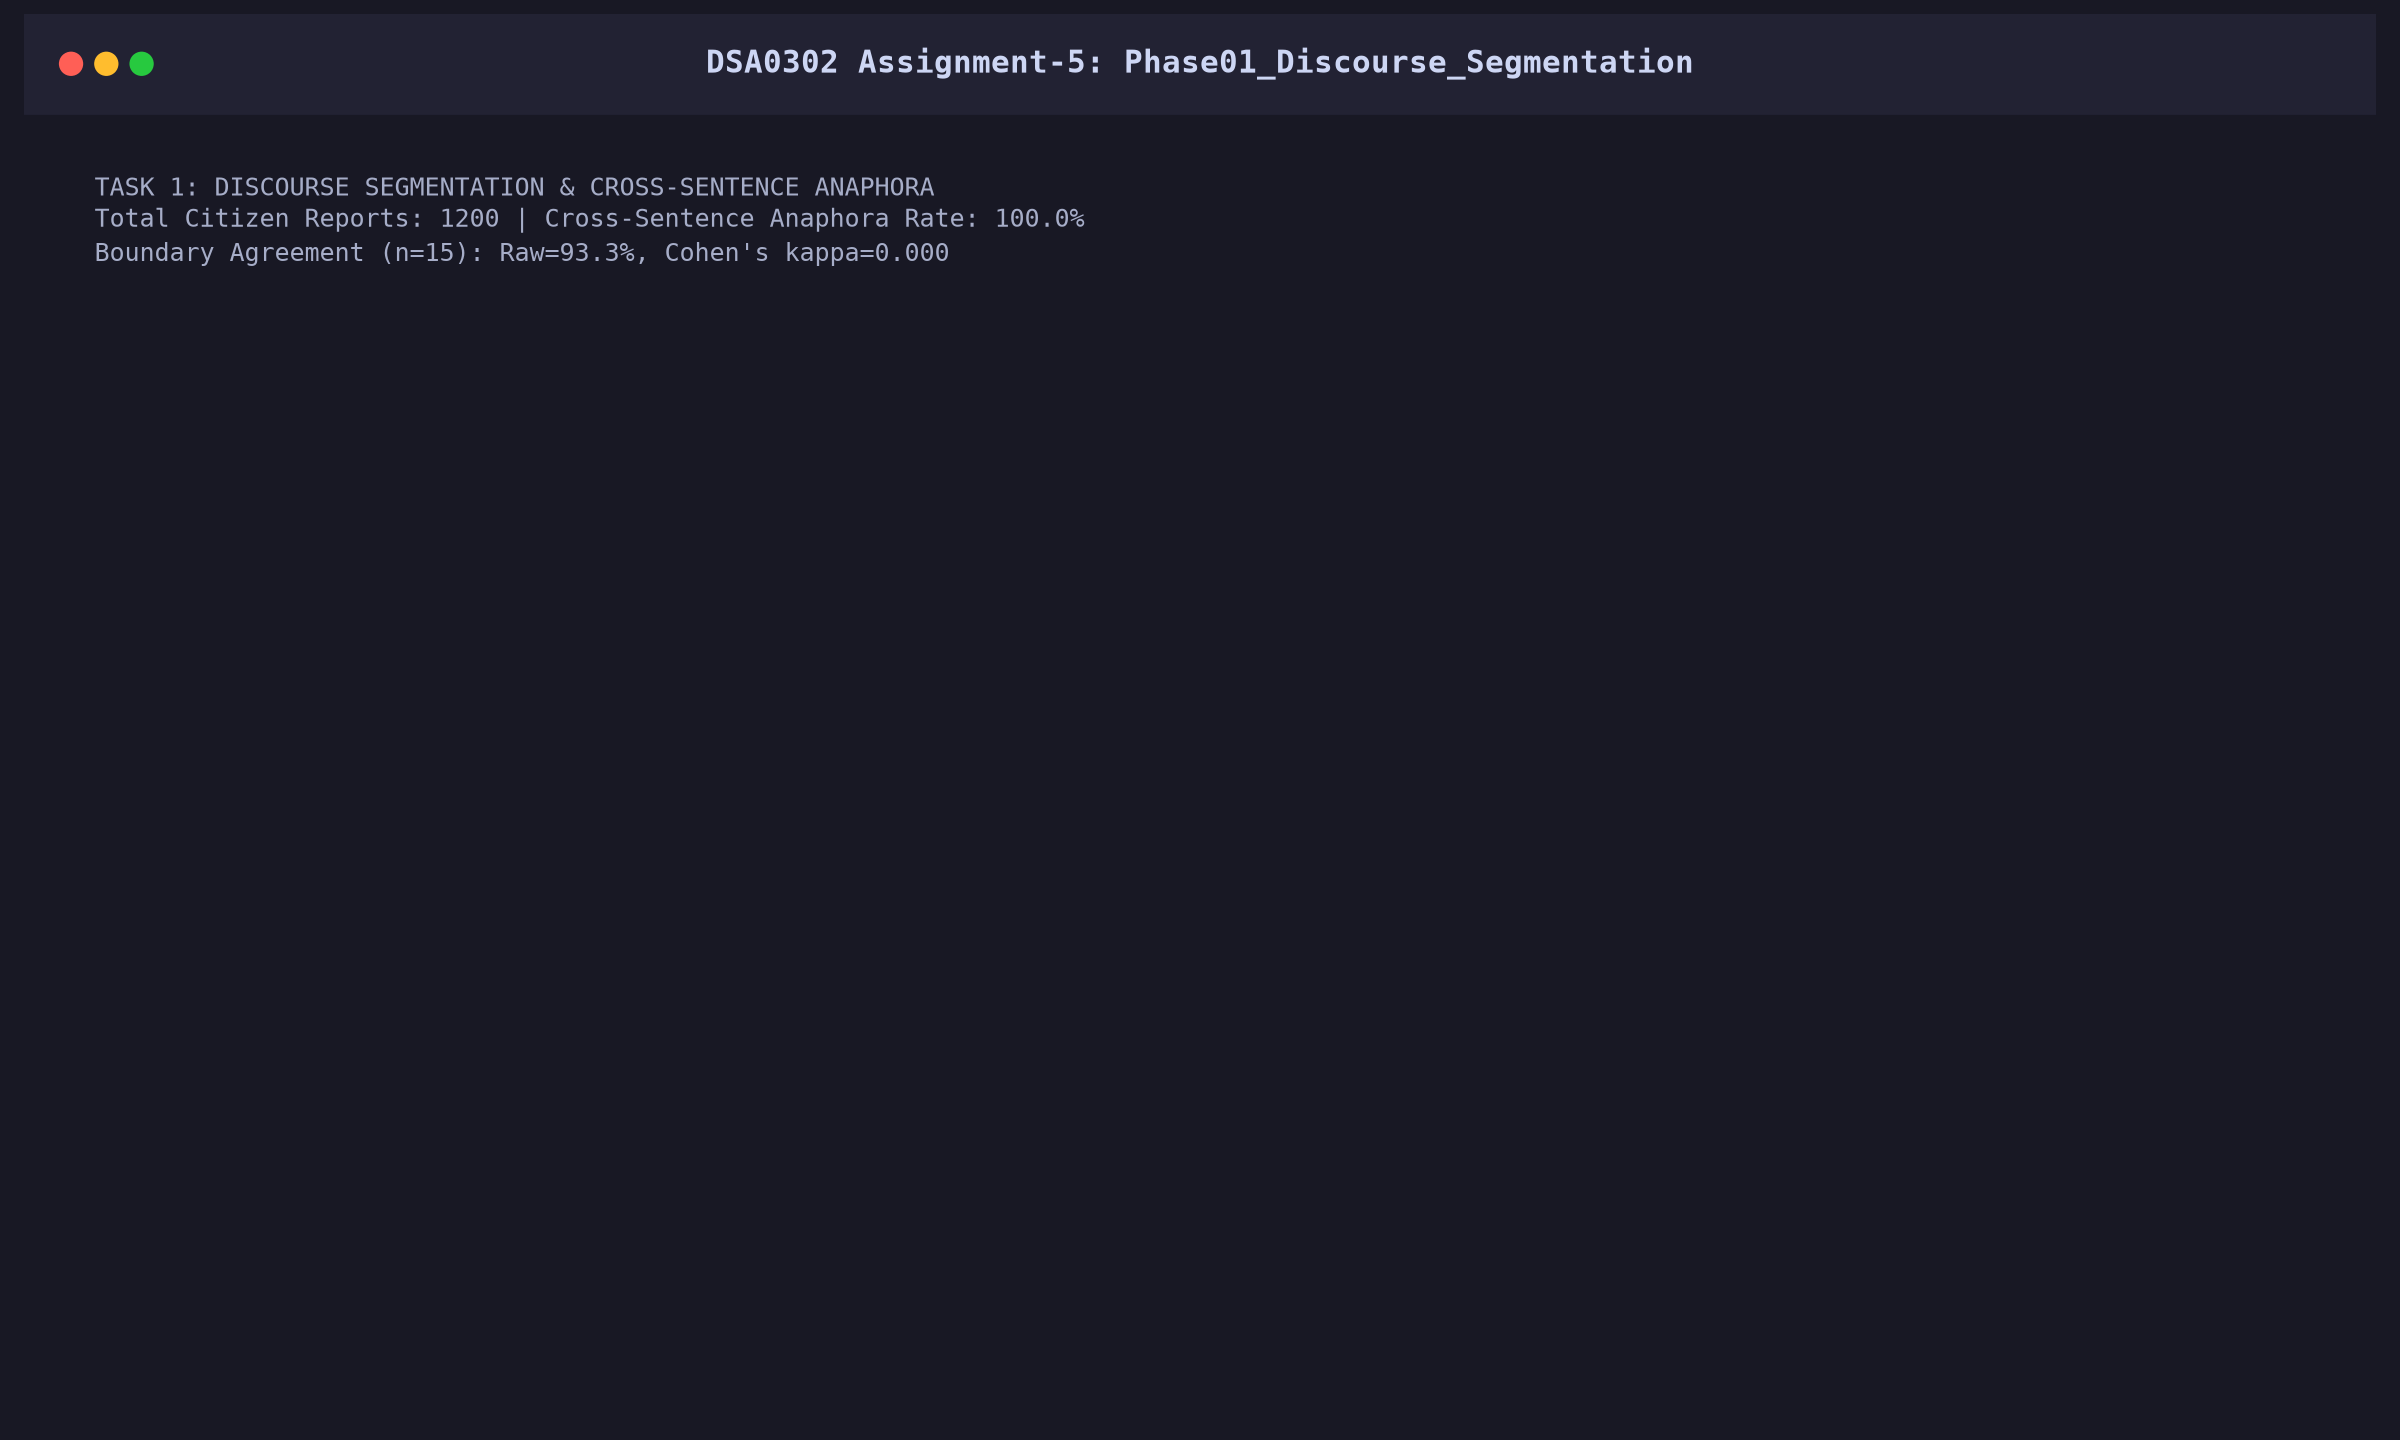 DSA0302 Assignment-5: Phase01_Discourse_Segmentation
TASK 1: DISCOURSE SEGMENTATION & CROSS-SENTENCE ANAPHORA
Total Citizen Reports: 1200 | Cross-Sentence Anaphora Rate: 100.0%
Boundary Agreement (n=15): Raw=93.3%, Cohen's kappa=0.000